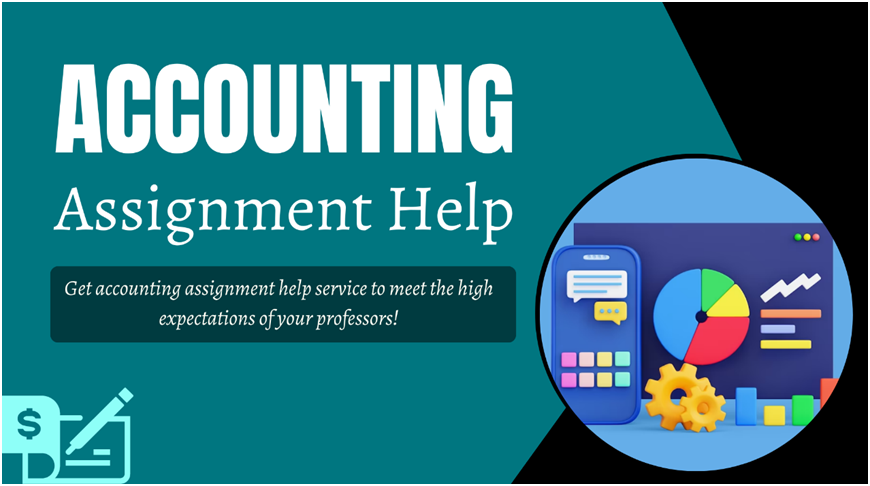 ACCOUNTING
Assignment Help
Get accounting assignment help service to meet the high
expectations of your professors!
$